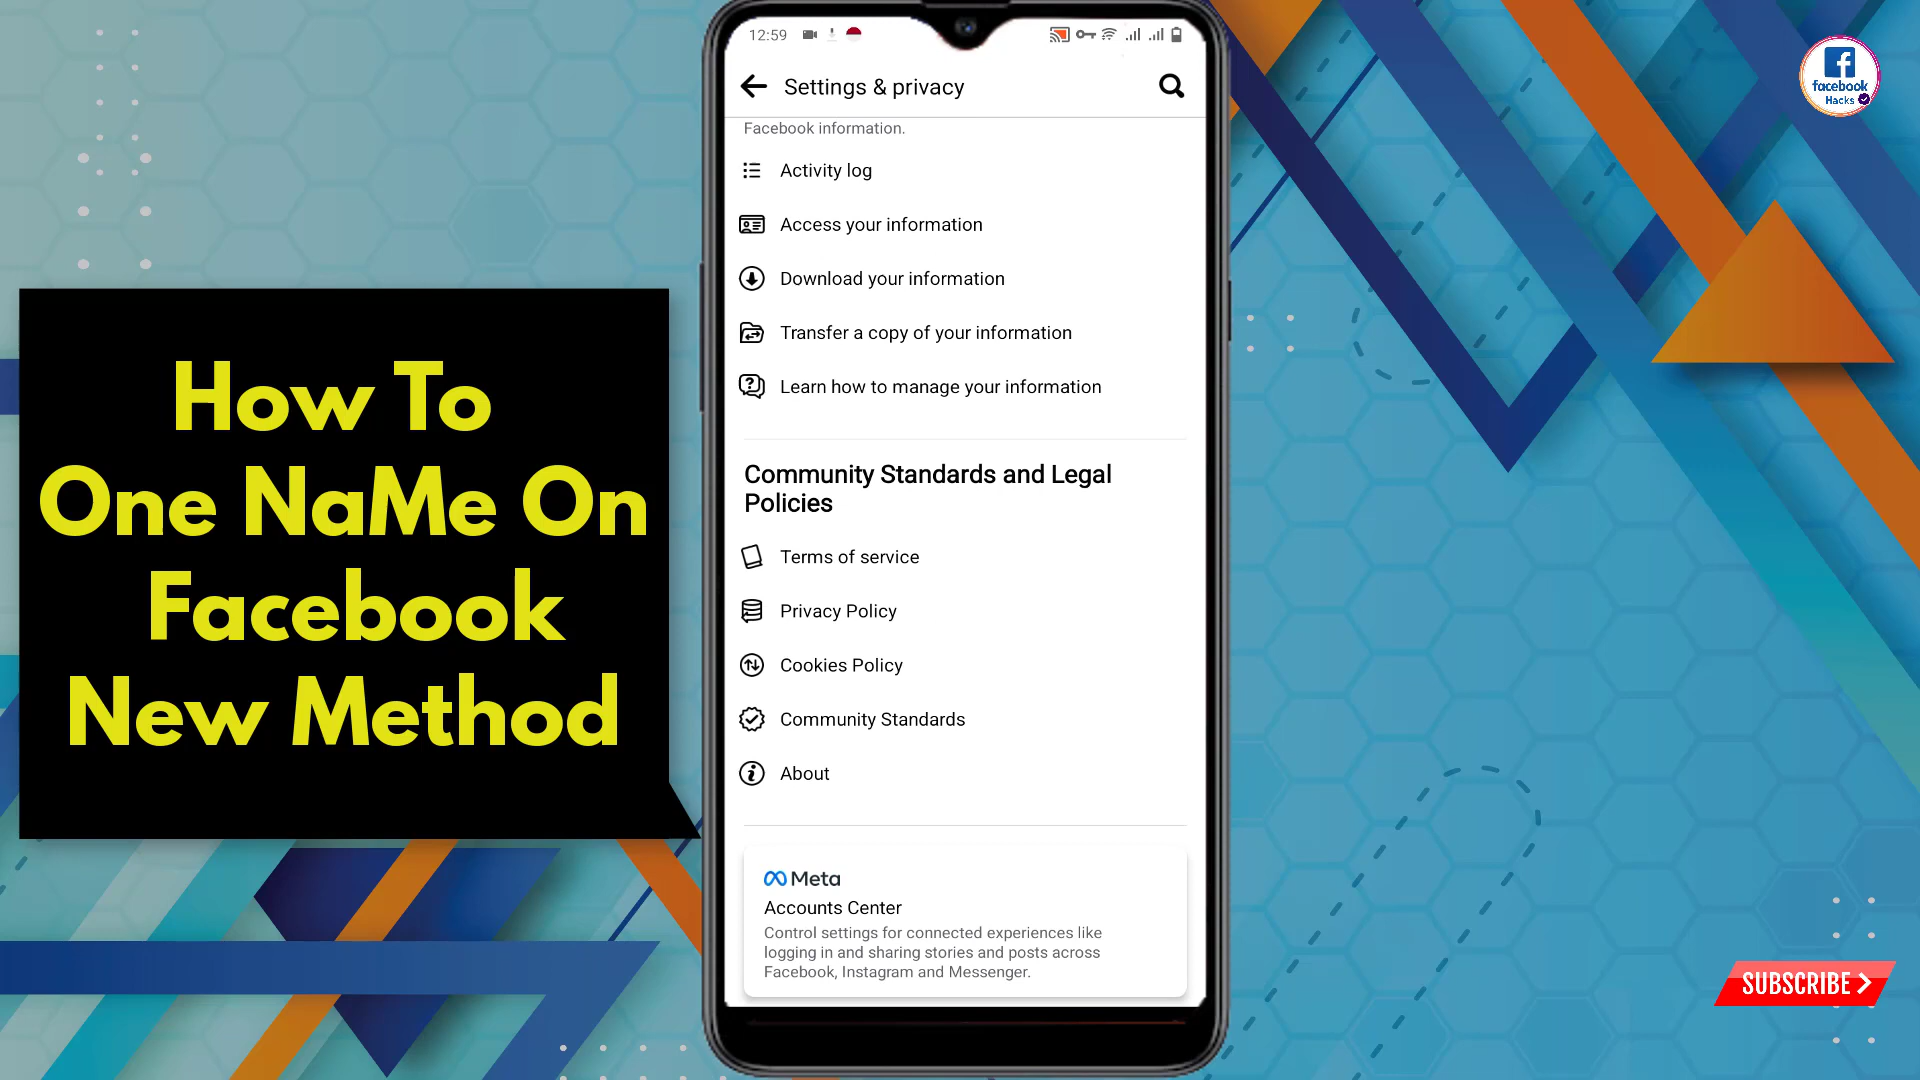 12:59
Settings & privacy
facebook
Hacks
Facebook information.
Activity log
Access your information
Download your information
Transfer a copy of your information
Learn how to manage your information
How To
One NaMe On
Facebook
New Method
Community Standards and Legal
Policies
Terms of service
Privacy Policy
Cookies Policy
Community Standards
About
Meta
Accounts Center
Control settings for connected experiences like
logging in and sharing stories and posts across
Facebook, Instagram and Messenger.
SUBSCRIBE